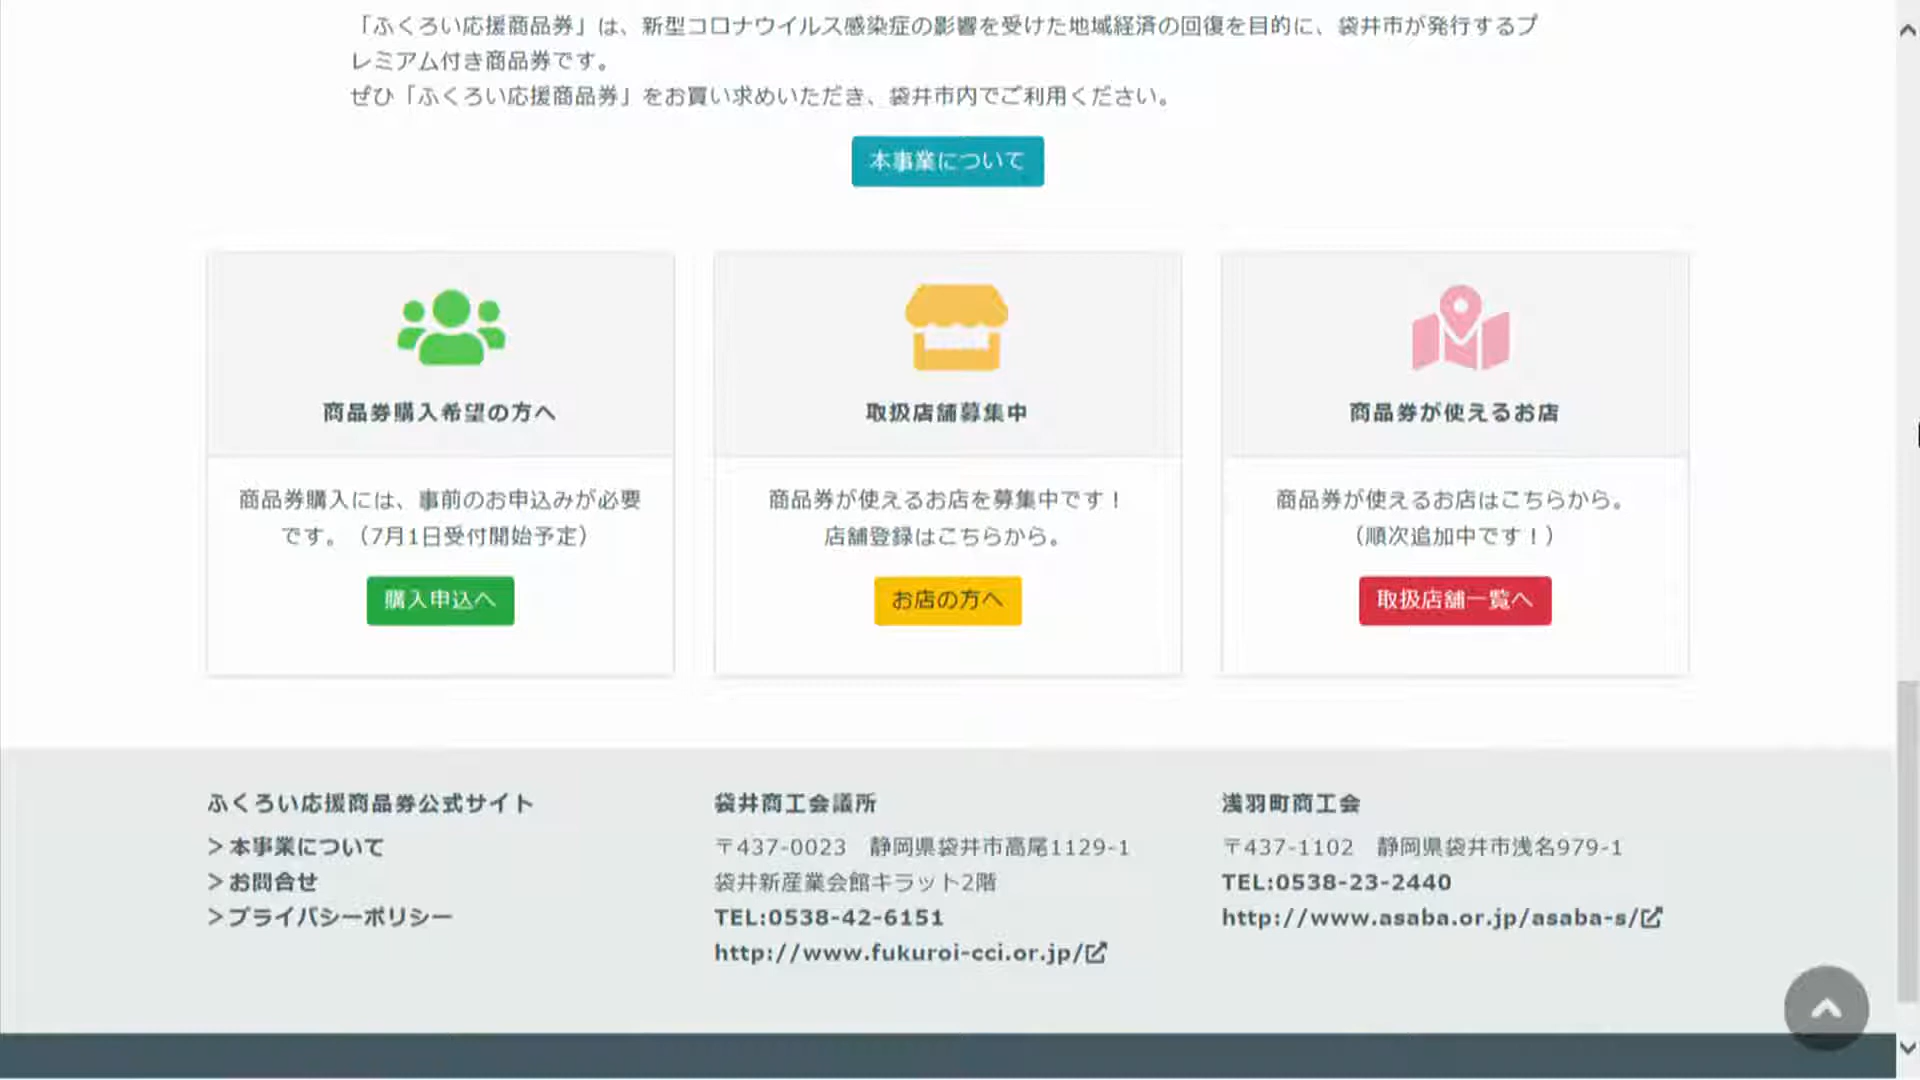 「ふくろい応援商品券」は、新型コロナウイルス感染症の影響を受けた地域経済の回復を目的に、袋井市が発行するプ
レミアム付き商品券です。
ぜひ「ふくろい応援商品券」をお買い求めいただき、袋井市内でご利用ください。
本事業について
商品券購入希望の方へ
商品券購入には、事前のお申込みが必要
です。（7月1日受付開始予定）
購入申込へ
取扱店舗募集中
商品券が使えるお店を募集中です！
店舗登録はこちらから。
お店の方へ
商品券が使えるお店
商品券が使えるお店はこちらから。
（順次追加中です！）
取扱店舗一覧へ
ふくろい応援商品券公式サイト
＞本事業について
＞お問合せ
＞プライバシーポリシー
袋井商工会議所
〒437-0023　静岡県袋井市高尾1129-1
袋井新産業会館キラット2階
TEL:0538-42-6151
http://www.fukuroi-cci.or.jp/
浅羽町商工会
〒437-1102　静岡県袋井市浅名979-1
TEL:0538-23-2440
http://www.asaba.or.jp/asaba-s/